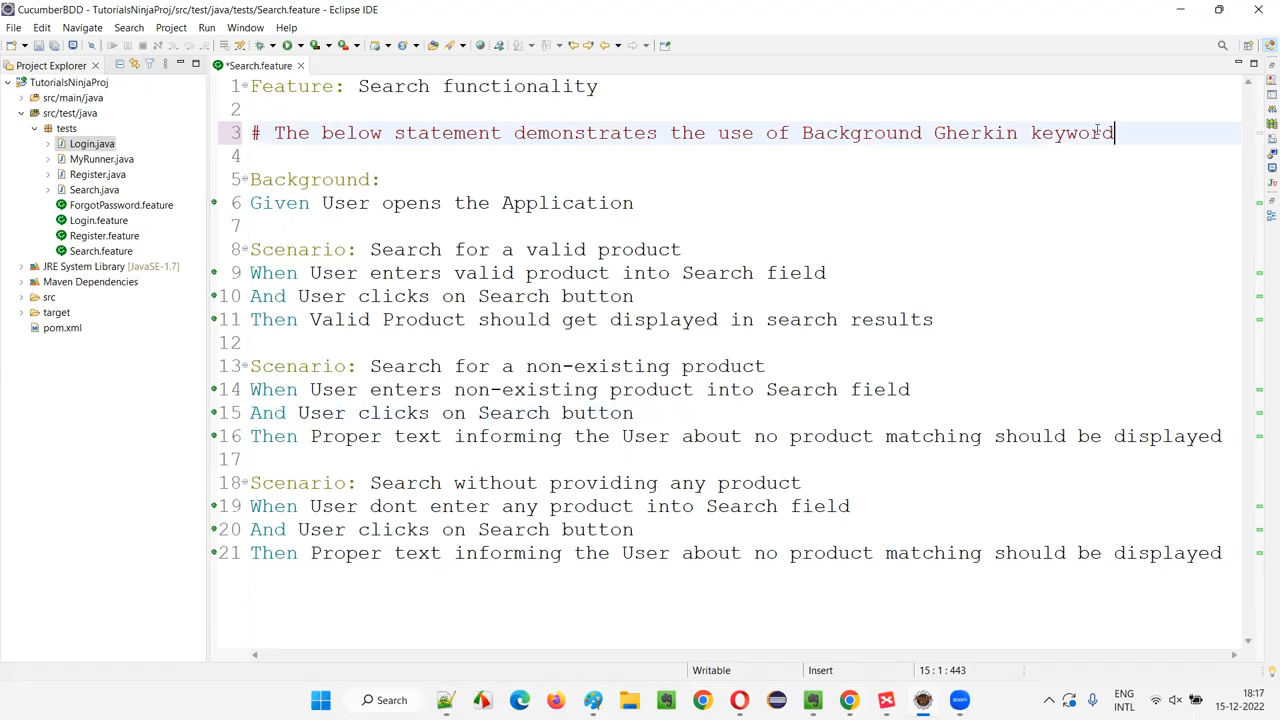 CucumberBDD - TutorialsNinjaProj/src/test/java/tests/Search.feature - Eclipse IDE
File Edit Navigate Search Project Run Window Help
Project Explorer
*Search.feature
TutorialsNinjaProj
src/main/java
src/test/java
tests
Login.java
MyRunner.java
Register.java
Search.java
ForgotPassword.feature
Login.feature
Register.feature
Search.feature
JRE System Library [JavaSE-1.7]
Maven Dependencies
src
target
pom.xml
1 Feature: Search functionality
2
3 # The below statement demonstrates the use of Background Gherkin keyword
4
5 Background:
6 Given User opens the Application
7
8 Scenario: Search for a valid product
9 When User enters valid product into Search field
10 And User clicks on Search button
11 Then Valid Product should get displayed in search results
12
13 Scenario: Search for a non-existing product
14 When User enters non-existing product into Search field
15 And User clicks on Search button
16 Then Proper text informing the User about no product matching should be displayed
17
18 Scenario: Search without providing any product
19 When User dont enter any product into Search field
20 And User clicks on Search button
21 Then Proper text informing the User about no product matching should be displayed
Writable Insert 15 : 1 : 443
Search
ENG
INTL
18:17
15-12-2022